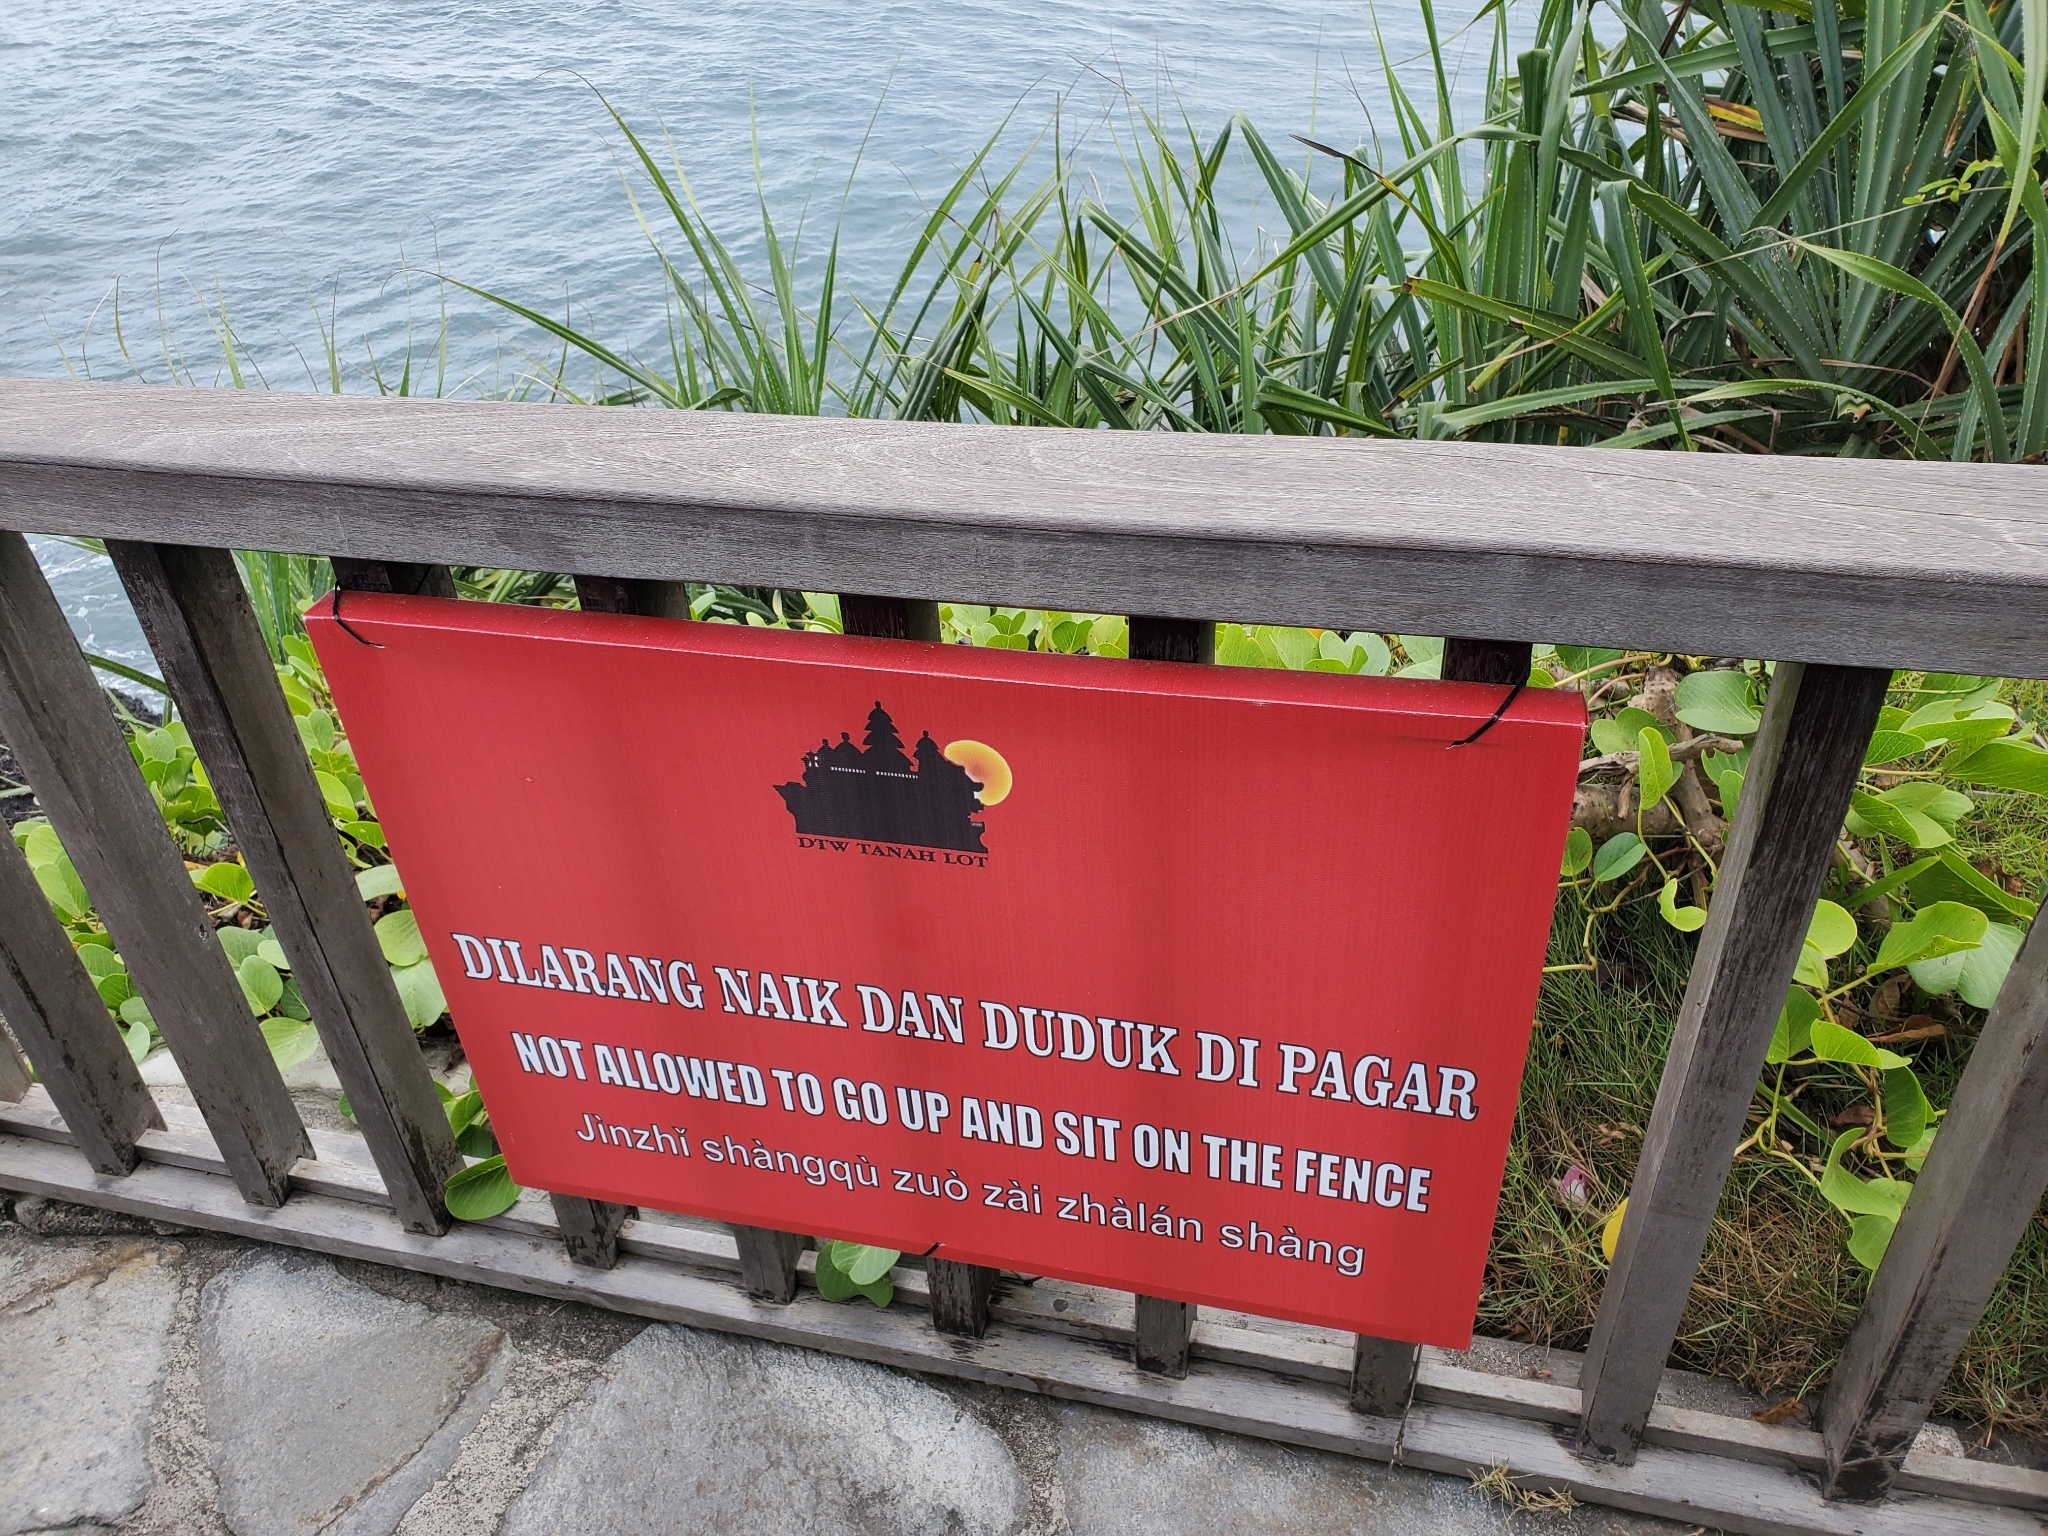 DTW TANAH LOT
DILARANG NAIK DAN DUDUK DI PAGAR
NOT ALLOWED TO GO UP AND SIT ON THE FENCE
Jìnzhǐ shàngqù zuò zài zhàlán shàng